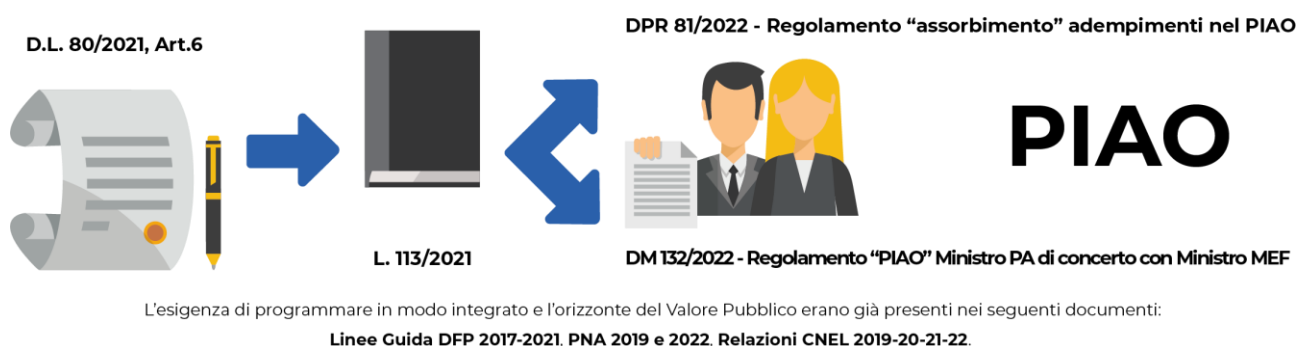 DPR 81/2022 - Regolamento “assorbimento” adempimenti nel PIAO
D.L. 80/2021, Art.6
PIAO
L. 113/2021
DM 132/2022 - Regolamento “PIAO” Ministro PA di concerto con Ministro MEF
L’esigenza di programmare in modo integrato e l’orizzonte del Valore Pubblico erano già presenti nei seguenti documenti:
Linee Guida DFP 2017-2021, PNA 2019 e 2022, Relazioni CNEL 2019-20-21-22.